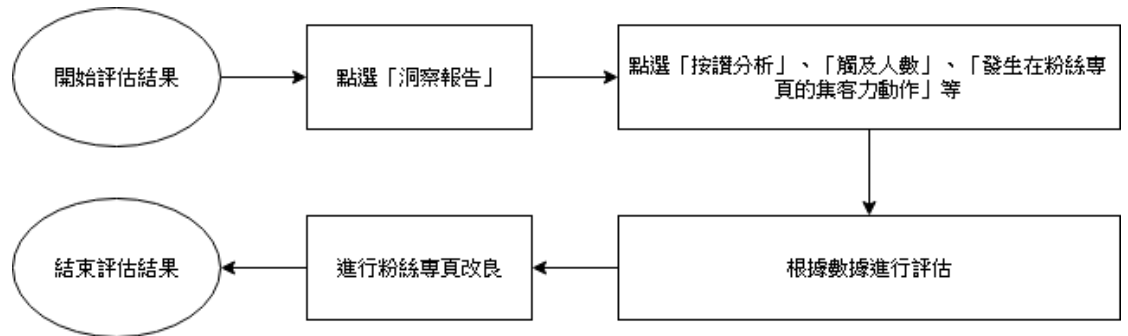 開始評估結果
點選「洞察報告」
點選「按讚分析」、「觸及人數」、「發生在粉絲專
頁的集客力動作」等
根據數據進行評估
進行粉絲專頁改良
結束評估結果